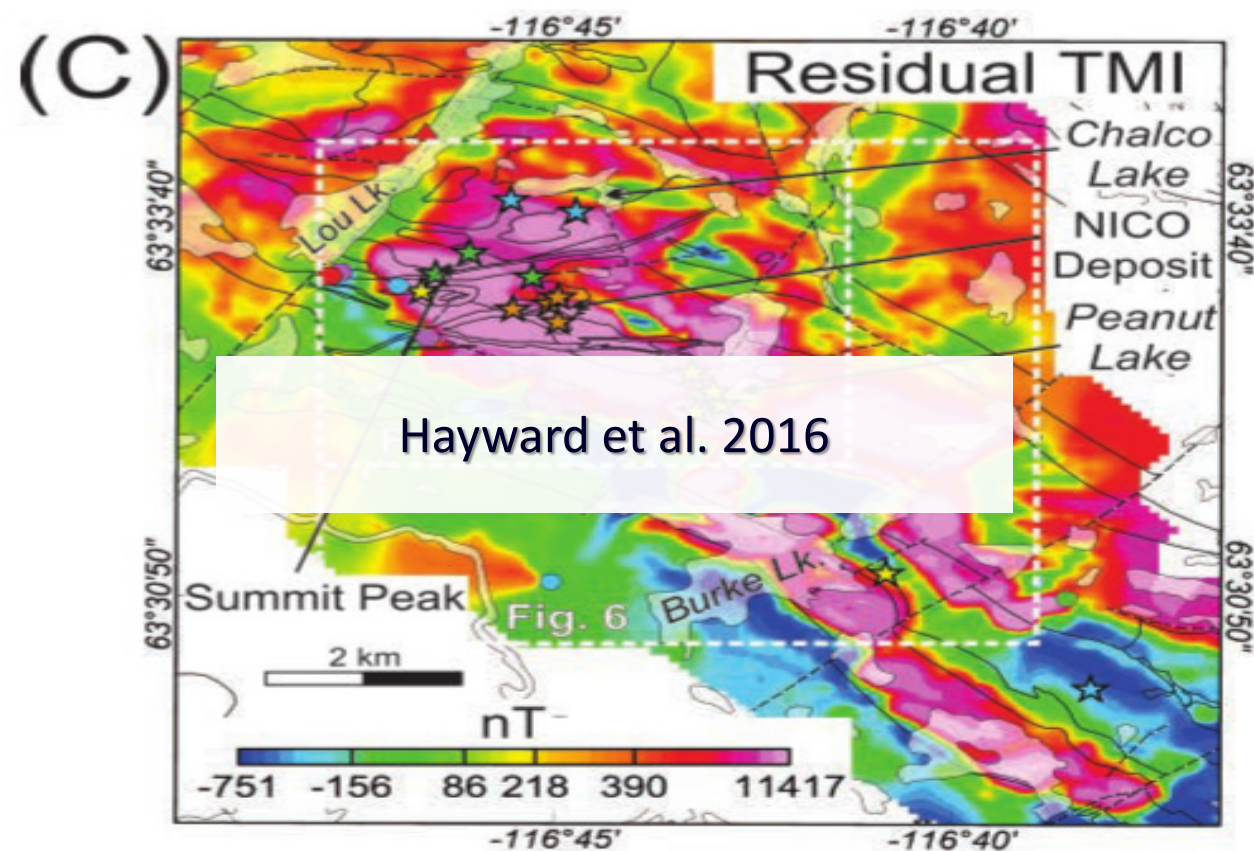 -116°45'
-116°40'
(C)
Residual TMI
Chalco
Lake
63°33'40"
63°33'40"
Lou Lk.
NICO
Deposit
Peanut
Lake
Hayward et al. 2016
63°30'50"
63°30'50"
Summit Peak
Burke Lk.
Fig. 6
2 km
nT
-751 -156 86 218 390 11417
-116°45'
-116°40'